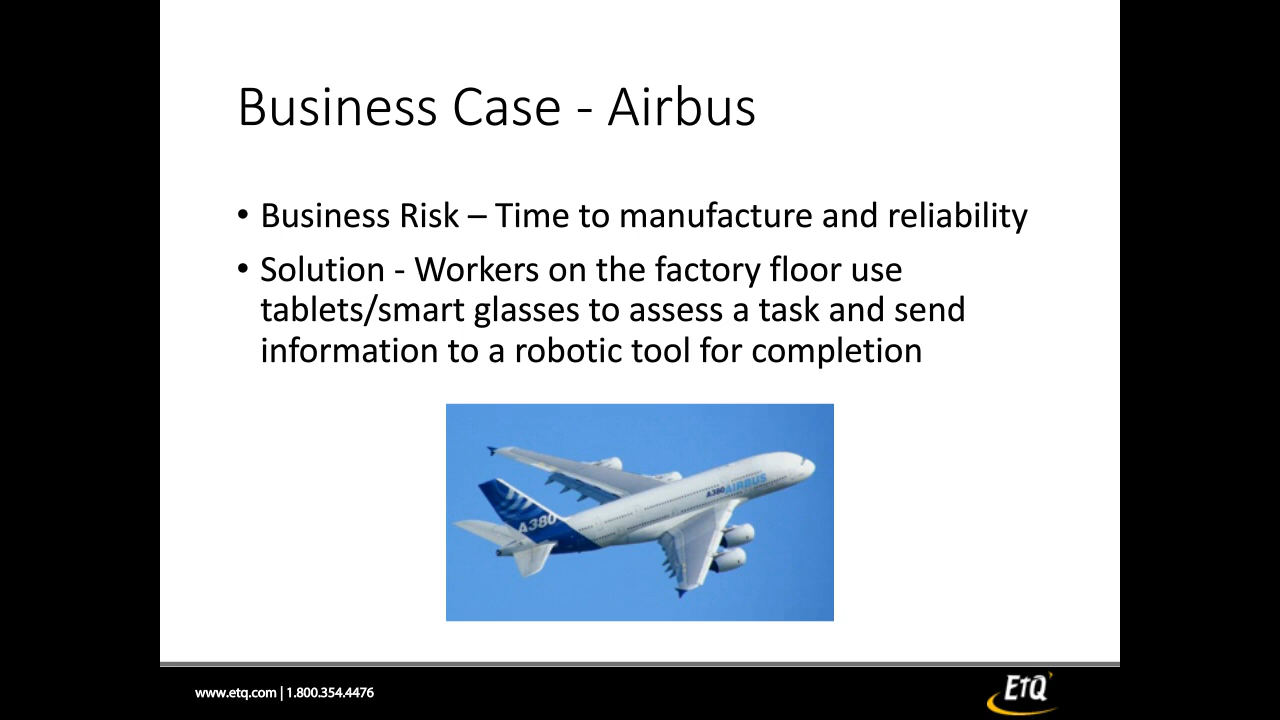 Business Case - Airbus
• Business Risk – Time to manufacture and reliability
• Solution - Workers on the factory floor use
tablets/smart glasses to assess a task and send
information to a robotic tool for completion
A380 AIRBUS
A380
www.etq.com | 1.800.354.4476
ETQ